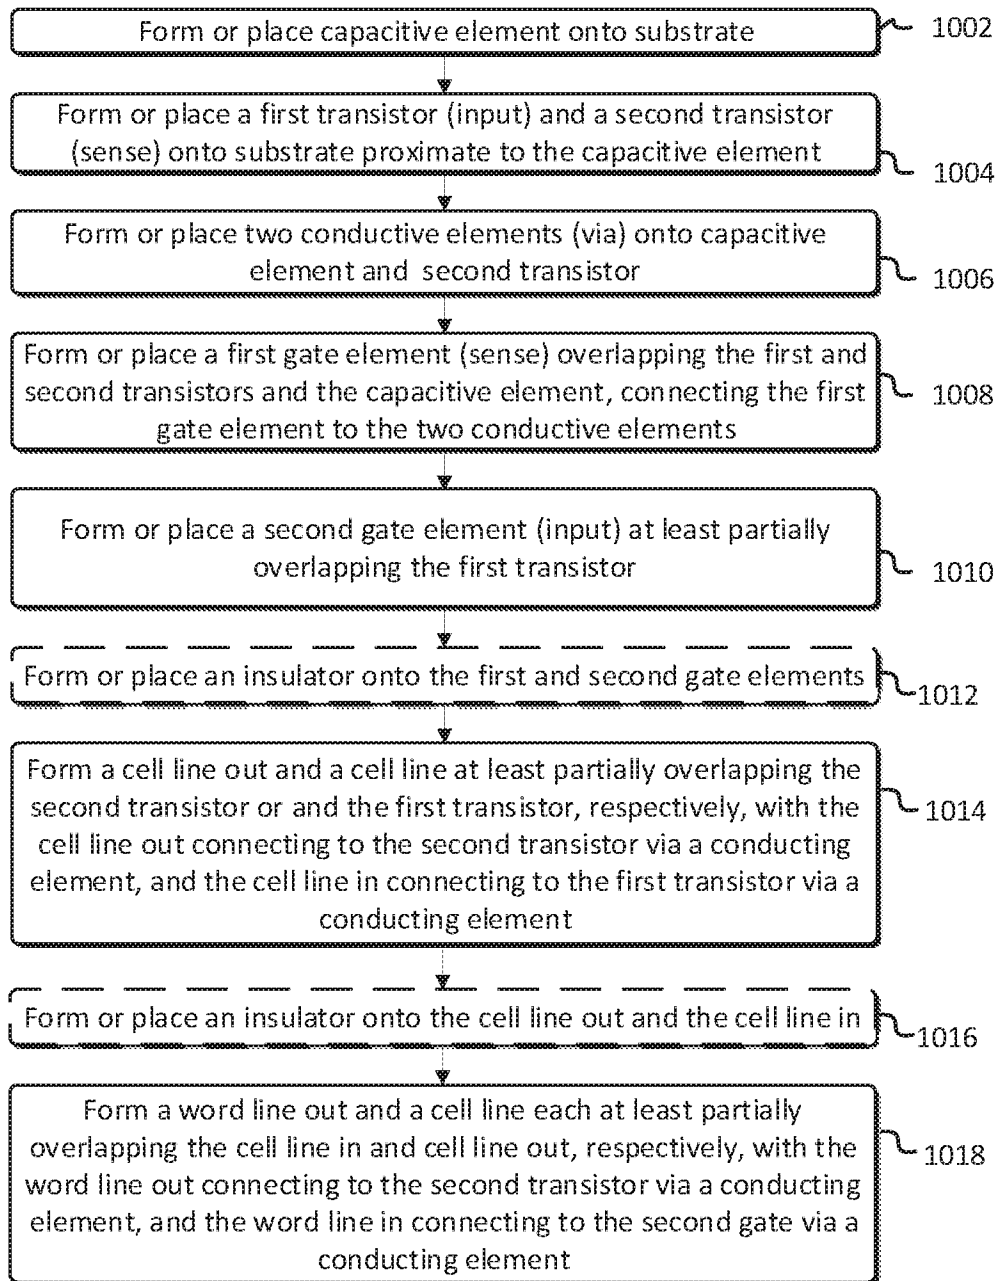 Form or place capacitive element onto substrate
1002
Form or place a first transistor (input) and a second transistor
(sense) onto substrate proximate to the capacitive element
1004
Form or place two conductive elements (via) onto capacitive
element and second transistor
1006
Form or place a first gate element (sense) overlapping the first and
second transistors and the capacitive element, connecting the first
gate element to the two conductive elements
1008
Form or place a second gate element (input) at least partially
overlapping the first transistor
1010
Form or place an insulator onto the first and second gate elements
1012
Form a cell line out and a cell line at least partially overlapping the
second transistor or and the first transistor, respectively, with the
cell line out connecting to the second transistor via a conducting
element, and the cell line in connecting to the first transistor via a
conducting element
1014
Form or place an insulator onto the cell line out and the cell line in
1016
Form a word line out and a cell line each at least partially
overlapping the cell line in and cell line out, respectively, with the
word line out connecting to the second transistor via a conducting
element, and the word line in connecting to the second gate via a
conducting element
1018